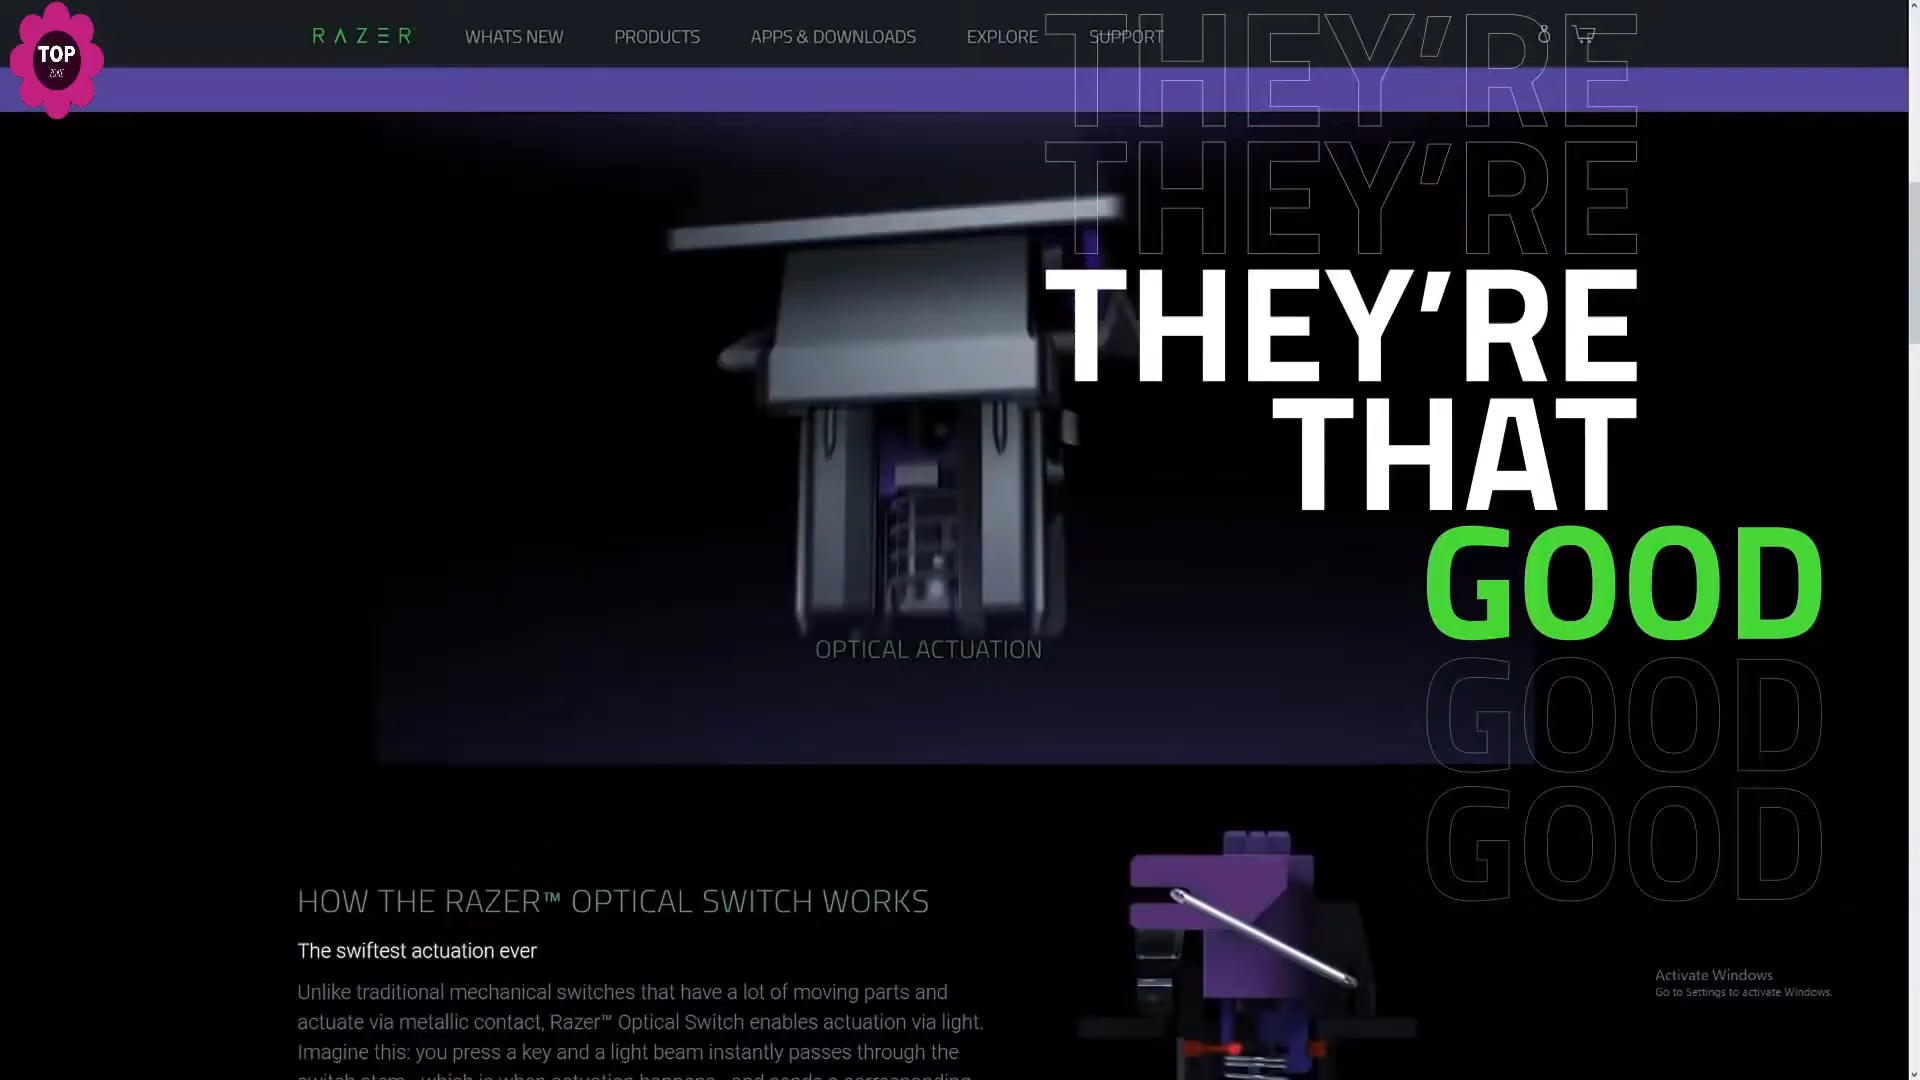 TOP
ZONE
RAZER
WHATS NEW
PRODUCTS
APPS & DOWNLOADS
EXPLORE
SUPPORT
THEY'RE
THEY'RE
THEY'RE
THAT
GOOD
GOOD
GOOD
OPTICAL ACTUATION
HOW THE RAZER™ OPTICAL SWITCH WORKS
The swiftest actuation ever
Unlike traditional mechanical switches that have a lot of moving parts and
actuate via metallic contact, Razer™ Optical Switch enables actuation via light.
Imagine this: you press a key and a light beam instantly passes through the
Activate Windows
Go to Settings to activate Windows.